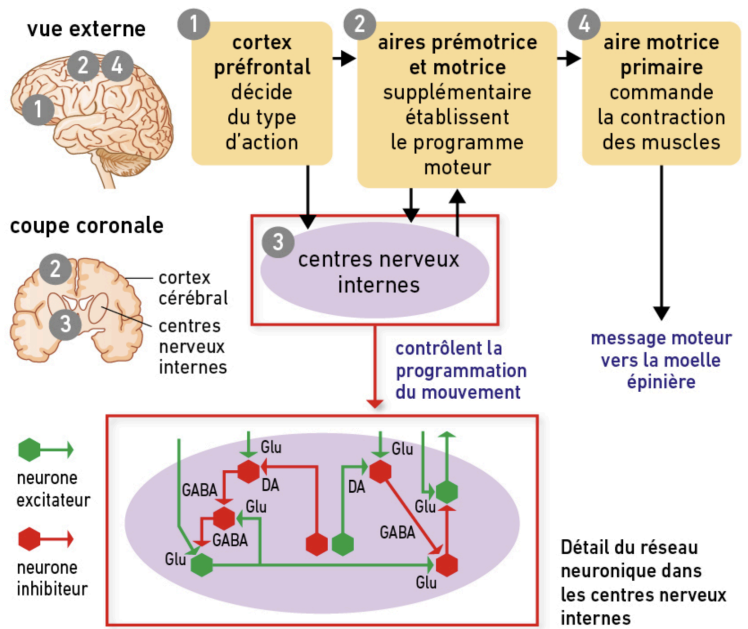 vue externe
2
4
1
1
cortex
préfrontal
décide
du type
d'action
2
aires prémotrice
et motrice
supplémentaire
établissent
le programme
moteur
4
aire motrice
primaire
commande
la contraction
des muscles
coupe coronale
2
3
cortex
cérébral
centres
nerveux
internes
3
centres nerveux
internes
contrôlent la
programmation
du mouvement
message moteur
vers la moelle
épinière
neurone
excitateur
neurone
inhibiteur
Glu
GABA
DA
Glu
GABA
Glu
Glu
DA
Glu
GABA
Glu
Détail du réseau
neuronique dans
les centres nerveux
internes